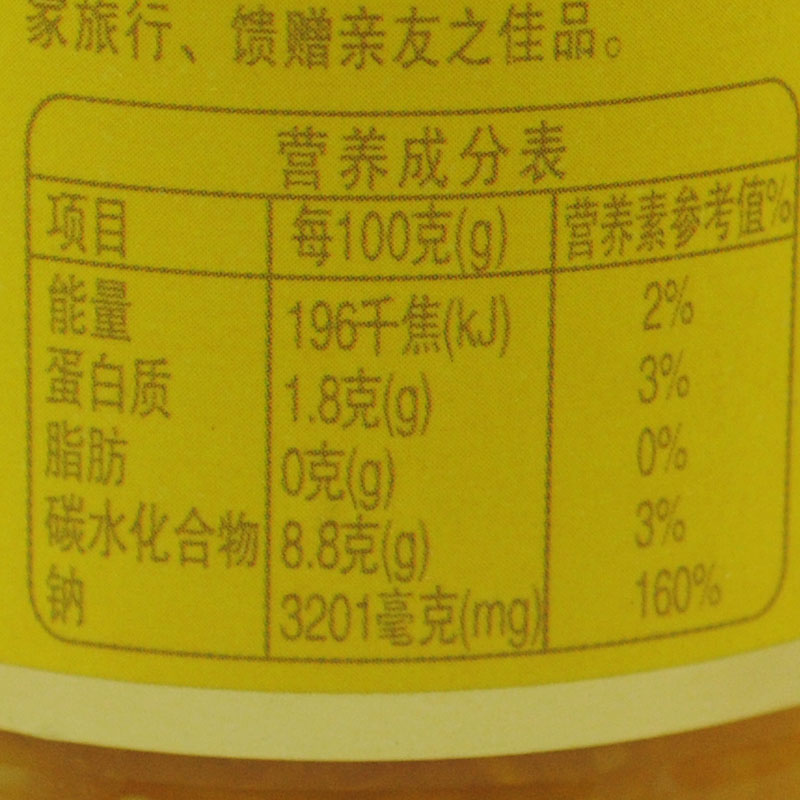 家旅行、馈赠亲友之佳品。
营养成分表
项目 每100克(g) 营养素参考值%
能量 196千焦(kJ) 2%
蛋白质 1.8克(g) 3%
脂肪 0克(g) 0%
碳水化合物 8.8克(g) 3%
钠 3201毫克(mg) 160%